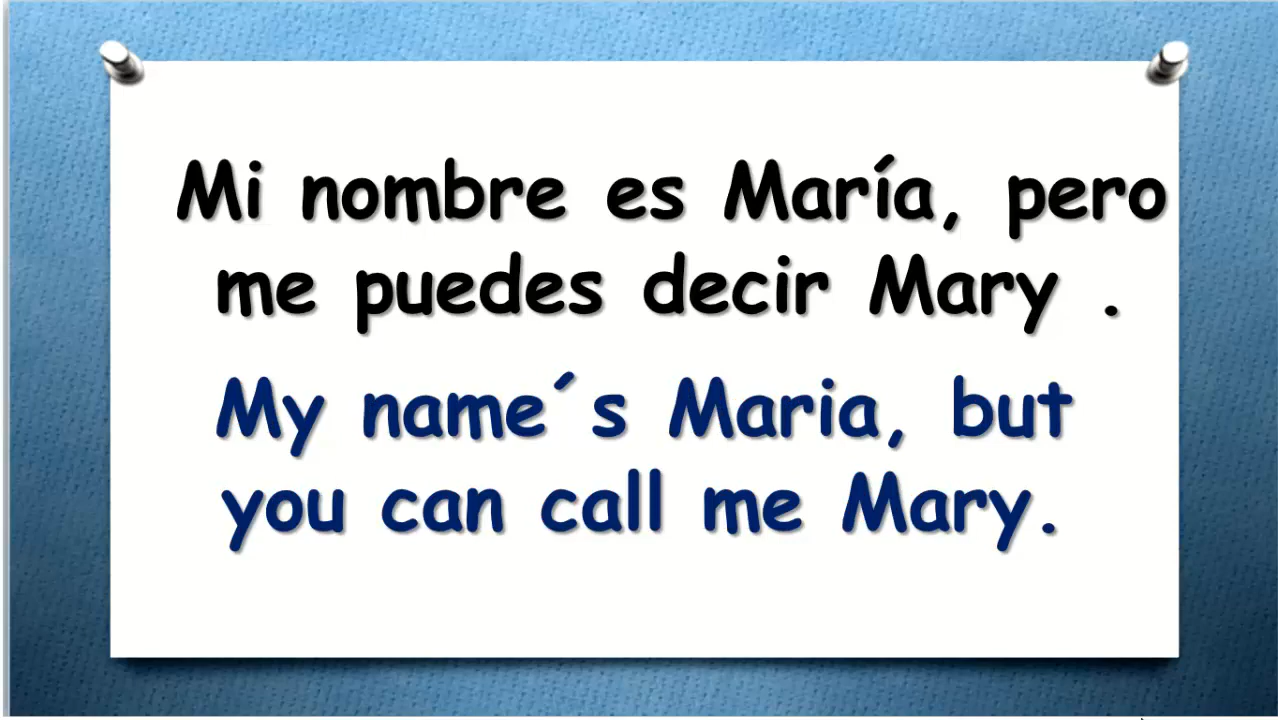 Mi nombre es María, pero
me puedes decir Mary .
My name´s Maria, but
you can call me Mary.